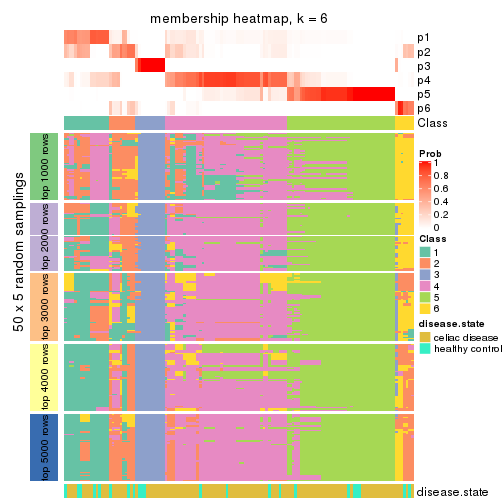 membership heatmap, k = 6
p1
p2
p3
p4
p5
p6
Class
50 x 5 random samplings
top 1000 rows
top 2000 rows
top 3000 rows
top 4000 rows
top 5000 rows
Prob
1
0.8
0.6
0.4
0.2
0
Class
1
2
3
4
5
6
disease.state
celiac disease
healthy control
disease.state